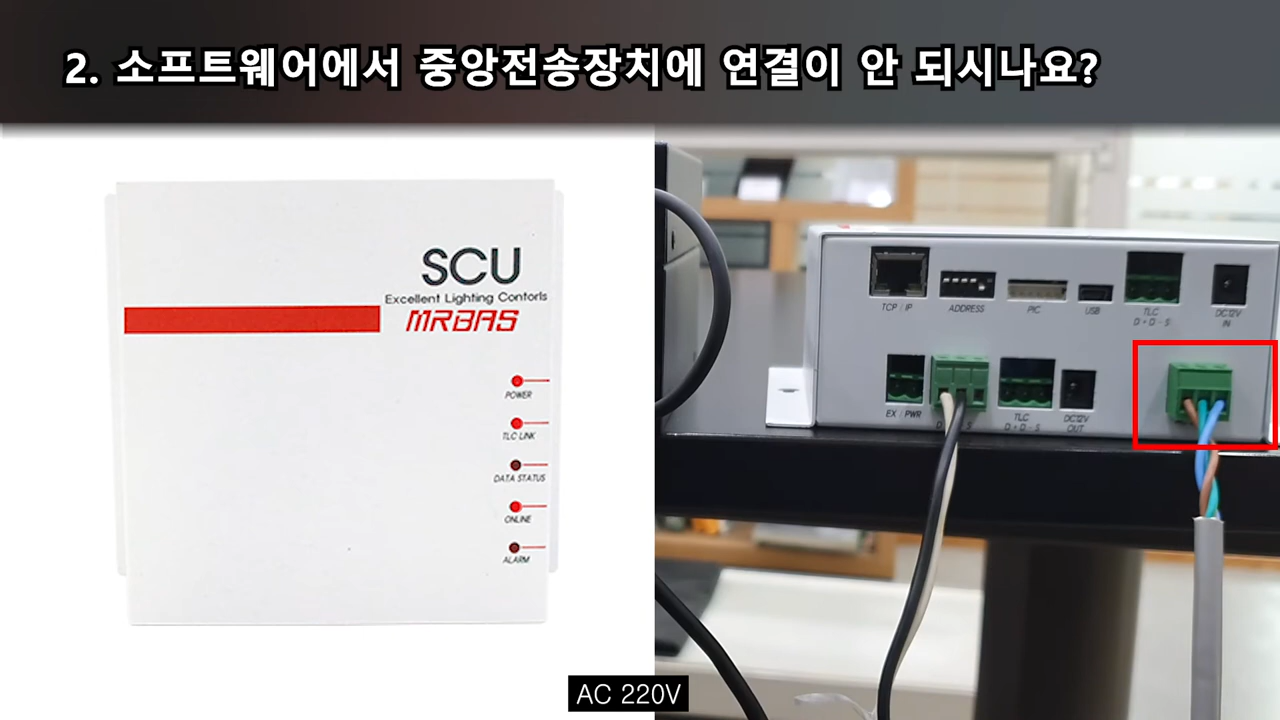 2. 소프트웨어에서 중앙전송장치에 연결이 안 되시나요?
SCU
Excellent Lighting Contorls
MRBAS
POWER
TLC LINK
DATA STATUS
ONLINE
ALARM
TCP / IP
ADDRESS
PIC
USB
TLC
D + D - S
DC12V
IN
EX / PWR
D
S
TLC
D + D - S
DC12V
OUT
AC 220V